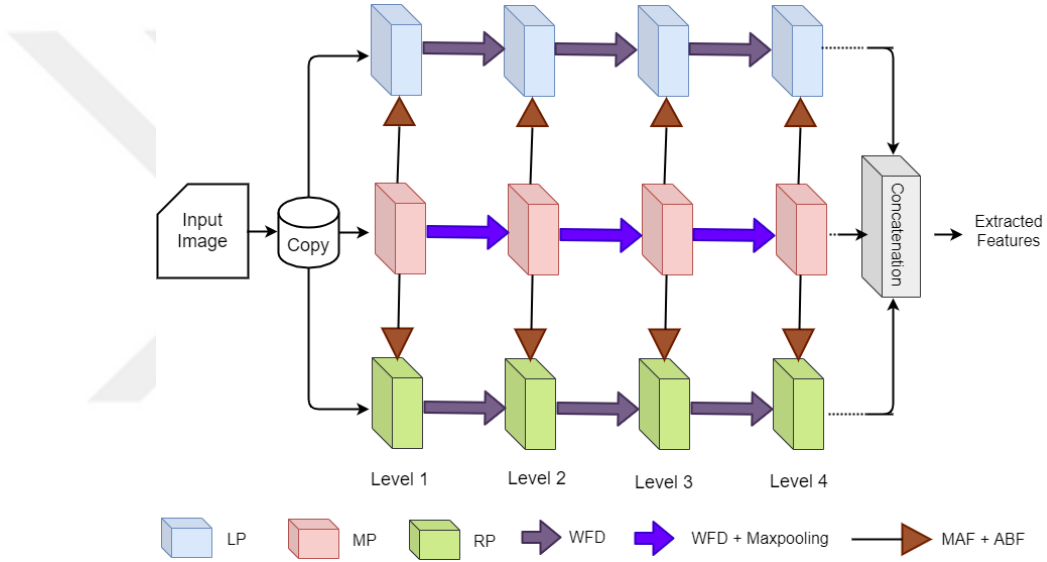 Input
Image
Copy
Concatenation
Extracted
Features
Level 1
Level 2
Level 3
Level 4
LP
MP
RP
WFD
WFD + Maxpooling
MAF + ABF